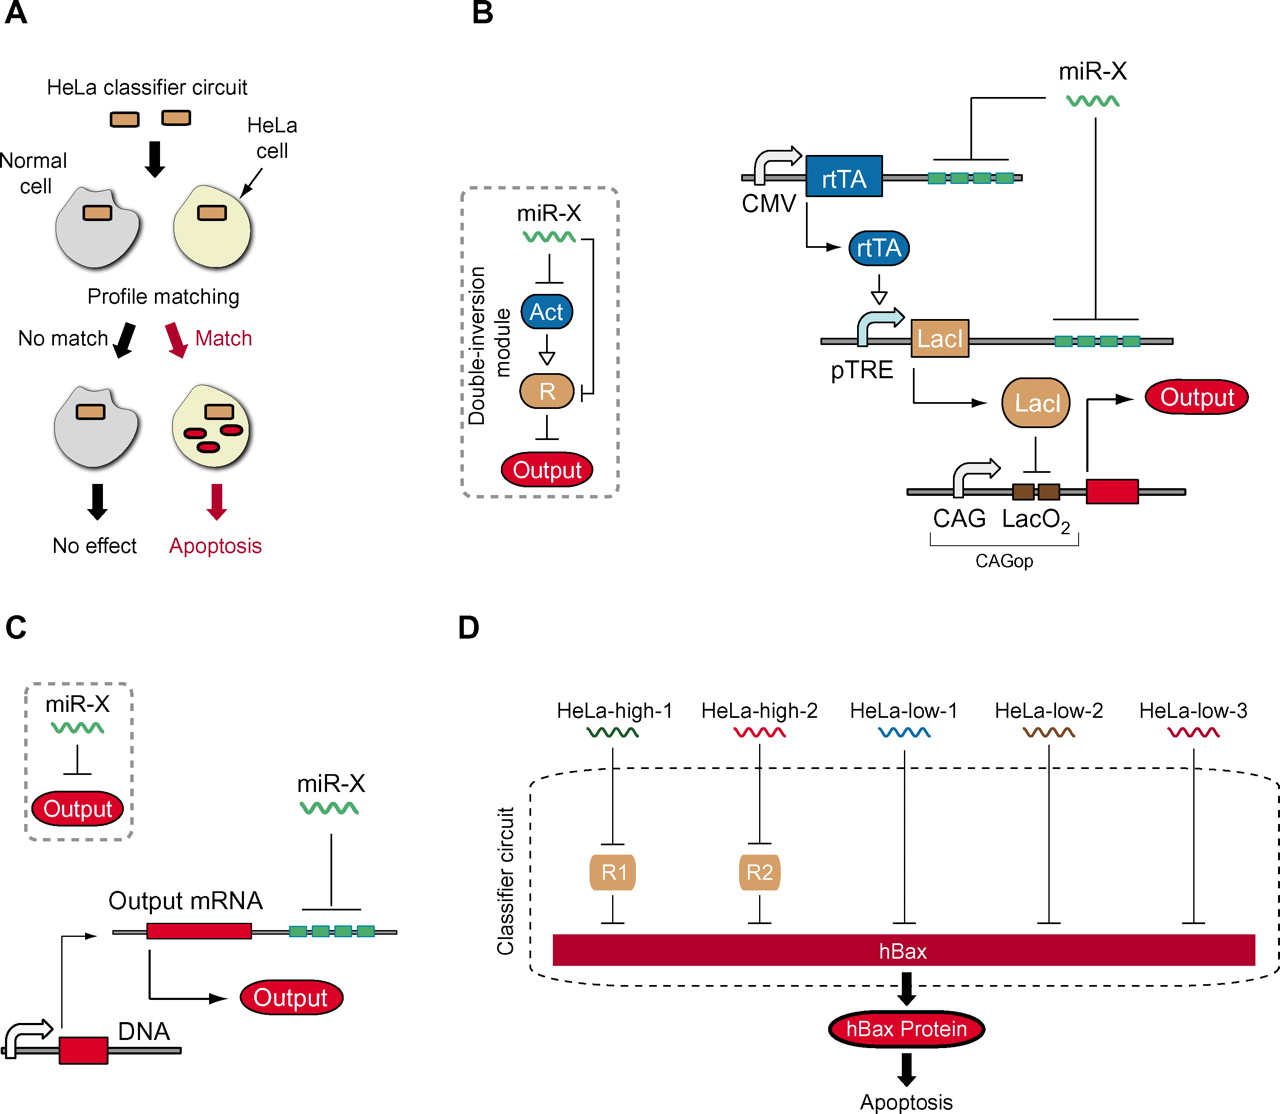 A
HeLa classifier circuit
HeLa
cell
Normal
cell
Profile matching
No match
Match
No effect
Apoptosis
B
Double-inversion
module
miR-X
Act
R
Output
miR-X
rtTA
CMV
rtTA
LacI
pTRE
LacI
Output
CAG
LacO2
CAGop
C
miR-X
Output
miR-X
Output mRNA
Output
DNA
D
HeLa-high-1
HeLa-high-2
HeLa-low-1
HeLa-low-2
HeLa-low-3
Classifier circuit
R1
R2
hBax
hBax Protein
Apoptosis